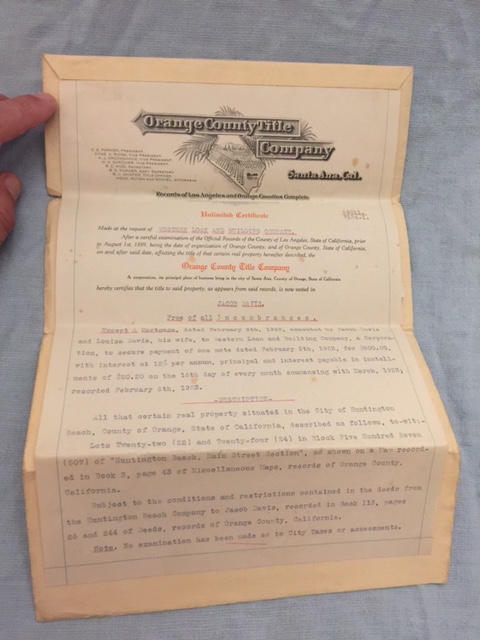 Orange County Title
Company
Santa Ana, Cal.
PRESIDENT
VICE PRESIDENT
VICE PRESIDENT
VICE PRESIDENT
SECRETARY
Records of Los Angeles and Orange Counties Complete
Unlimited Certificate
Made at the request of WESTERN LOAN AND BUILDING COMPANY.
After a careful examination of the Official Records of the County of Los Angeles, State of California, prior
to August 1st, 1889, being the date of organization of Orange County, and of Orange County, State of California,
on and after said date, affecting the title of that certain real property hereafter described, the
Orange County Title Company
A corporation, its principal place of business being in the city of Santa Ana, County of Orange, State of California
hereby certifies that the title to said property, as appears from said records, is now vested in
JACOB DAVIS.
Free of all Incumbrances.
Except A Mortgage, dated February 5th, 1923, executed by Jacob Davis
and Louisa Davis, his wife, to Western Loan and Building Company, a Corpora-
tion, to secure payment of one note dated February 5th, 1923, for
with interest at 12% per annum, principal and interest payable in install-
ments of on the of every month commencing with March, 1923;
recorded February 6th, 1923.
-DESCRIPTION.-
All that certain real property situated in the City of Huntington
Beach, County of Orange, State of California, described as follows, to-wit:-
Lots Twenty-two (22) and Twenty-four (24) in Block Five Hundred Seven
(507) of "Huntington Beach, Main Street Section", as shown on a Map record-
ed in Book 3, page 43 of Miscellaneous Maps, records of Orange County,
California.
Subject to the conditions and restrictions contained in the deeds from
the Huntington Beach Company to Jacob Davis, recorded in Book 113, pages
25 and 244 of Deeds, records of Orange County, California.
Note. No examination has been made as to City Taxes or assessments.